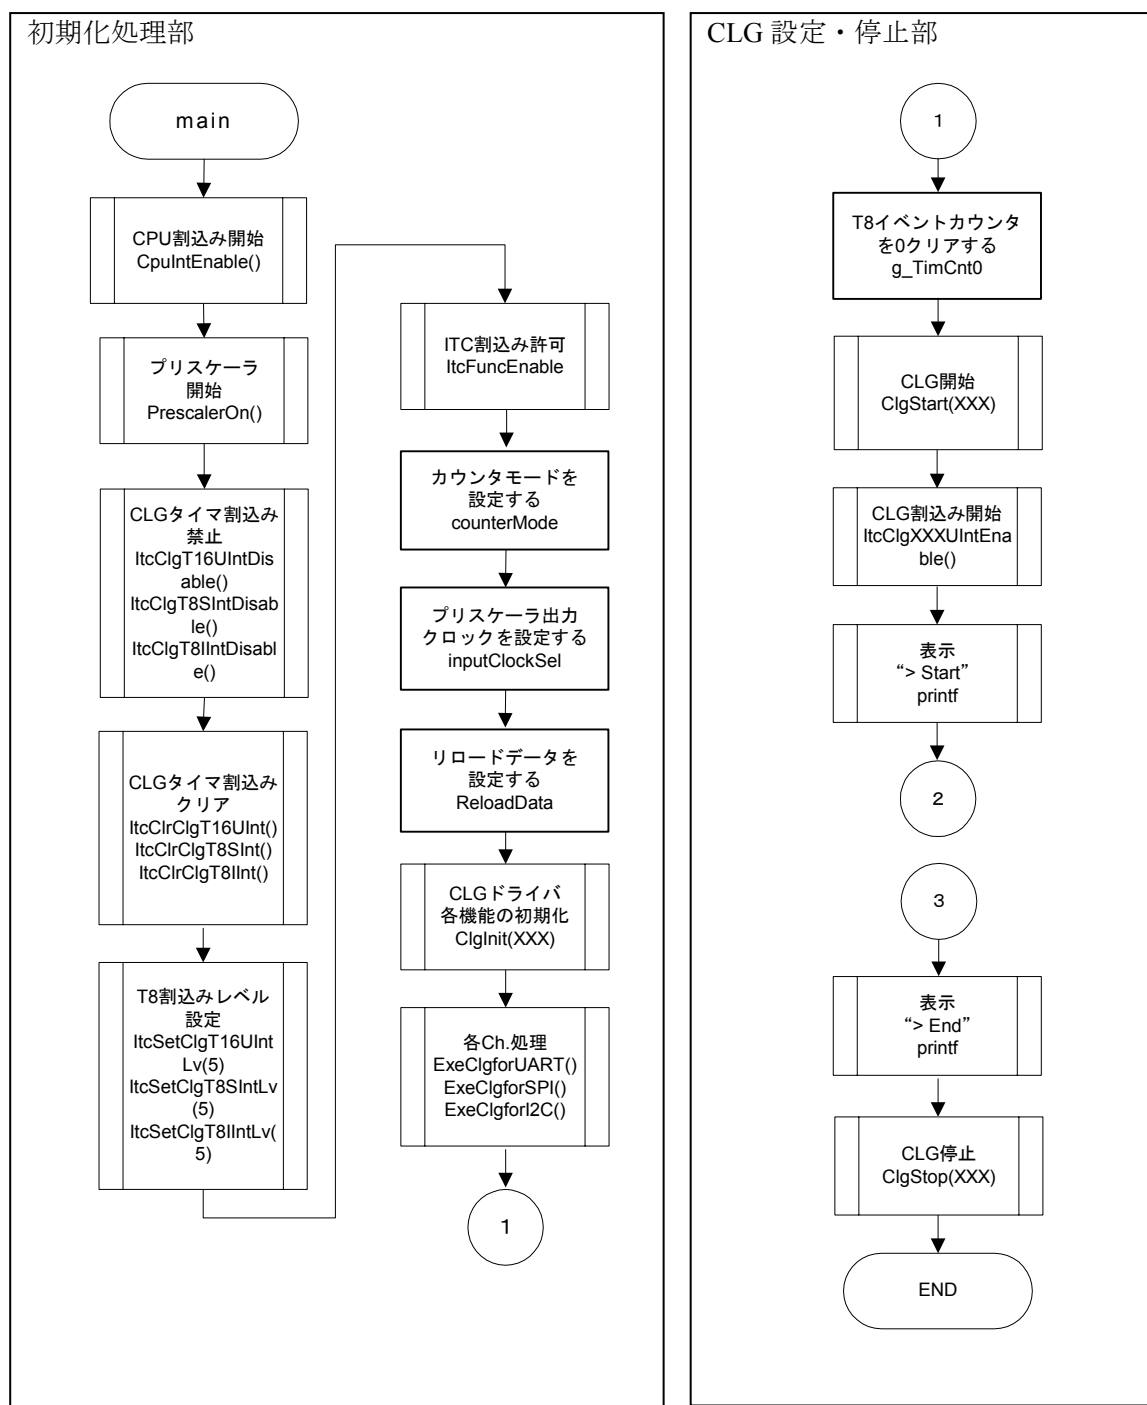 初期化処理部
main
CPU割込み開始
CpuIntEnable()
プリスケーラ
開始
PrescalerOn()
CLGタイマ割込み
禁止
ItcClgT16UIntDis
able()
ItcClgT8SIntDisab
le()
ItcClgT8IIntDisabl
e()
CLGタイマ割込み
クリア
ItcClrClgT16UInt()
ItcClrClgT8SInt()
ItcClrClgT8IInt()
T8割込みレベル
設定
ItcSetClgT16UInt
Lv(5)
ItcSetClgT8SIntLv
(5)
ItcSetClgT8IIntLv(
5)
ITC割込み許可
ItcFuncEnable
カウンタモードを
設定する
counterMode
プリスケーラ出力
クロックを設定する
inputClockSel
リロードデータを
設定する
ReloadData
CLGドライバ
各機能の初期化
ClgInit(XXX)
各Ch.処理
ExeClgforUART()
ExeClgforSPI()
ExeClgforI2C()
1
CLG 設定・停止部
1
T8イベントカウンタ
を0クリアする
g_TimCnt0
CLG開始
ClgStart(XXX)
CLG割込み開始
ItcClgXXXUIntEna
ble()
表示
“> Start”
printf
2
3
表示
“> End”
printf
CLG停止
ClgStop(XXX)
END